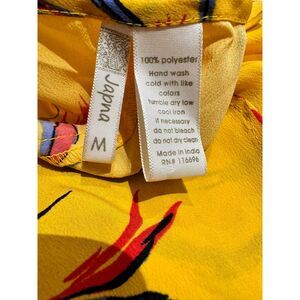 Japna
M
100% polyester
Hand wash
cold with like
colors
tumble dry low
cool iron
if necessary
do not bleach
do not dry clean
Made in India
RN# 116696